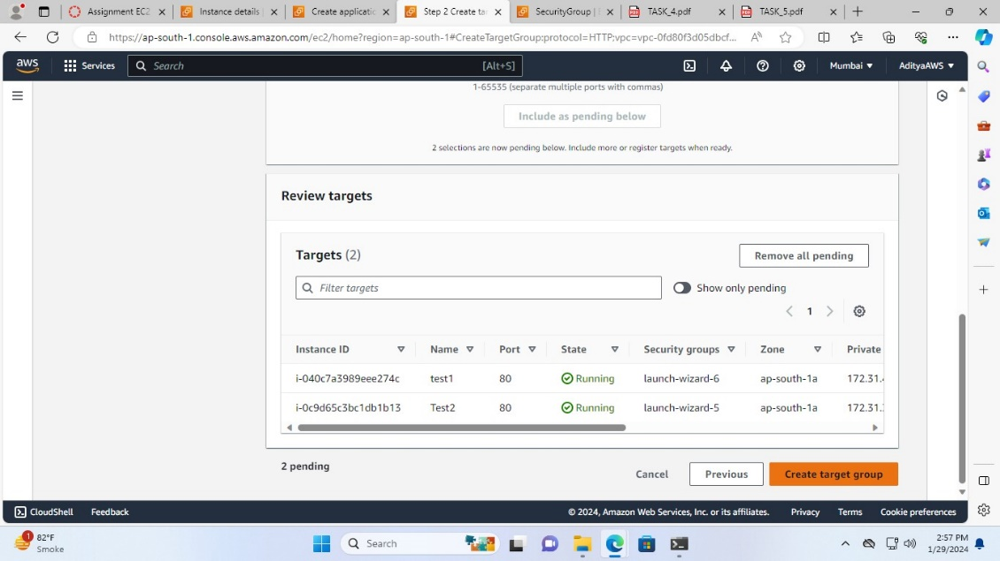 Assignment EC2
Instance details
Create applicatio
Step 2 Create ta
SecurityGroup |
TASK_4.pdf
TASK_5.pdf
https://ap-south-1.console.aws.amazon.com/ec2/home?region=ap-south-1#CreateTargetGroup:protocol=HTTP;vpc=vpc-0fd80f3d05dbcf...
aws Services Search [Alt+S] Mumbai AdityaAWS
1-65535 (separate multiple ports with commas)
Include as pending below
2 selections are now pending below. Include more or register targets when ready.
Review targets
Targets (2) Remove all pending
Filter targets Show only pending
1
Instance ID Name Port State Security groups Zone Private
i-040c7a3989eee274c test1 80 Running launch-wizard-6 ap-south-1a 172.31.
i-0c9d65c3bc1db1b13 Test2 80 Running launch-wizard-5 ap-south-1a 172.31.
2 pending
Cancel Previous Create target group
CloudShell Feedback © 2024, Amazon Web Services, Inc. or its affiliates. Privacy Terms Cookie preferences
1 82°F
Smoke
Search
2:57 PM
1/29/2024